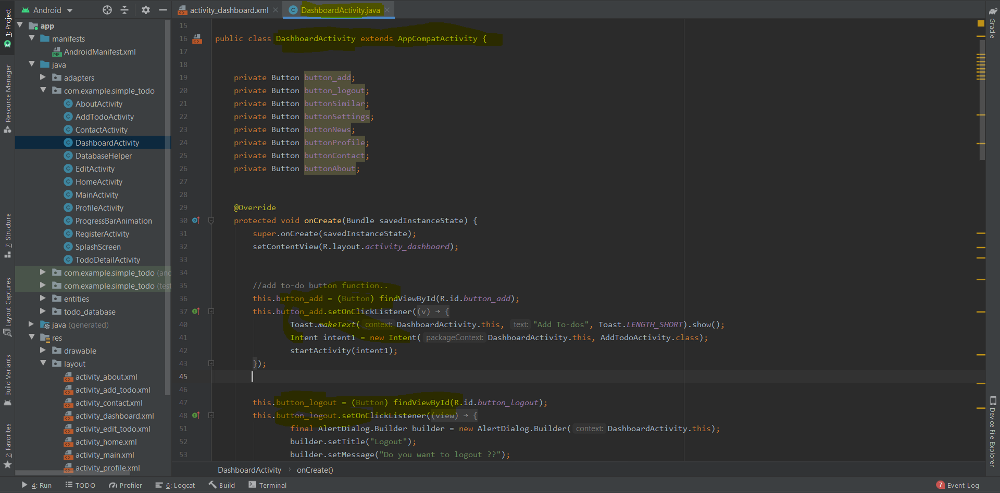 Android
activity_dashboard.xml
DashboardActivity.java
1: Project
Resource Manager
7: Structure
Layout Captures
Build Variants
2: Favorites
app
manifests
AndroidManifest.xml
java
adapters
com.example.simple_todo
AboutActivity
AddTodoActivity
ContactActivity
DashboardActivity
DatabaseHelper
EditActivity
HomeActivity
MainActivity
ProfileActivity
ProgressBarAnimation
RegisterActivity
SplashScreen
TodoDetailActivity
com.example.simple_todo (and
com.example.simple_todo (test
entities
todo_database
java (generated)
res
drawable
layout
activity_about.xml
activity_add_todo.xml
activity_contact.xml
activity_dashboard.xml
activity_edit_todo.xml
activity_home.xml
activity_main.xml
activity_profile.xml
15
16 public class DashboardActivity extends AppCompatActivity {
17
18
19 private Button button_add;
20 private Button button_logout;
21 private Button buttonSimilar;
22 private Button buttonSettings;
23 private Button buttonNews;
24 private Button buttonProfile;
25 private Button buttonContact;
26 private Button buttonAbout;
27
28
29 @Override
30 protected void onCreate(Bundle savedInstanceState) {
31 super.onCreate(savedInstanceState);
32 setContentView(R.layout.activity_dashboard);
33
34
35 //add to-do button function..
36 this.button_add = (Button) findViewById(R.id.button_add);
37 this.button_add.setOnClickListener((v) → {
40 Toast.makeText( context: DashboardActivity.this, text: "Add To-dos", Toast.LENGTH_SHORT).show();
41 Intent intent1 = new Intent( packageContext: DashboardActivity.this, AddTodoActivity.class);
42 startActivity(intent1);
43 });
45
46
47 this.button_logout = (Button) findViewById(R.id.button_logout);
48 this.button_logout.setOnClickListener((view) → {
51 final AlertDialog.Builder builder = new AlertDialog.Builder( context: DashboardActivity.this);
52 builder.setTitle("Logout");
53 builder.setMessage("Do you want to logout ??");
DashboardActivity › onCreate()
Gradle
Device File Explorer
4: Run
TODO
Profiler
6: Logcat
Build
Terminal
7 Event Log